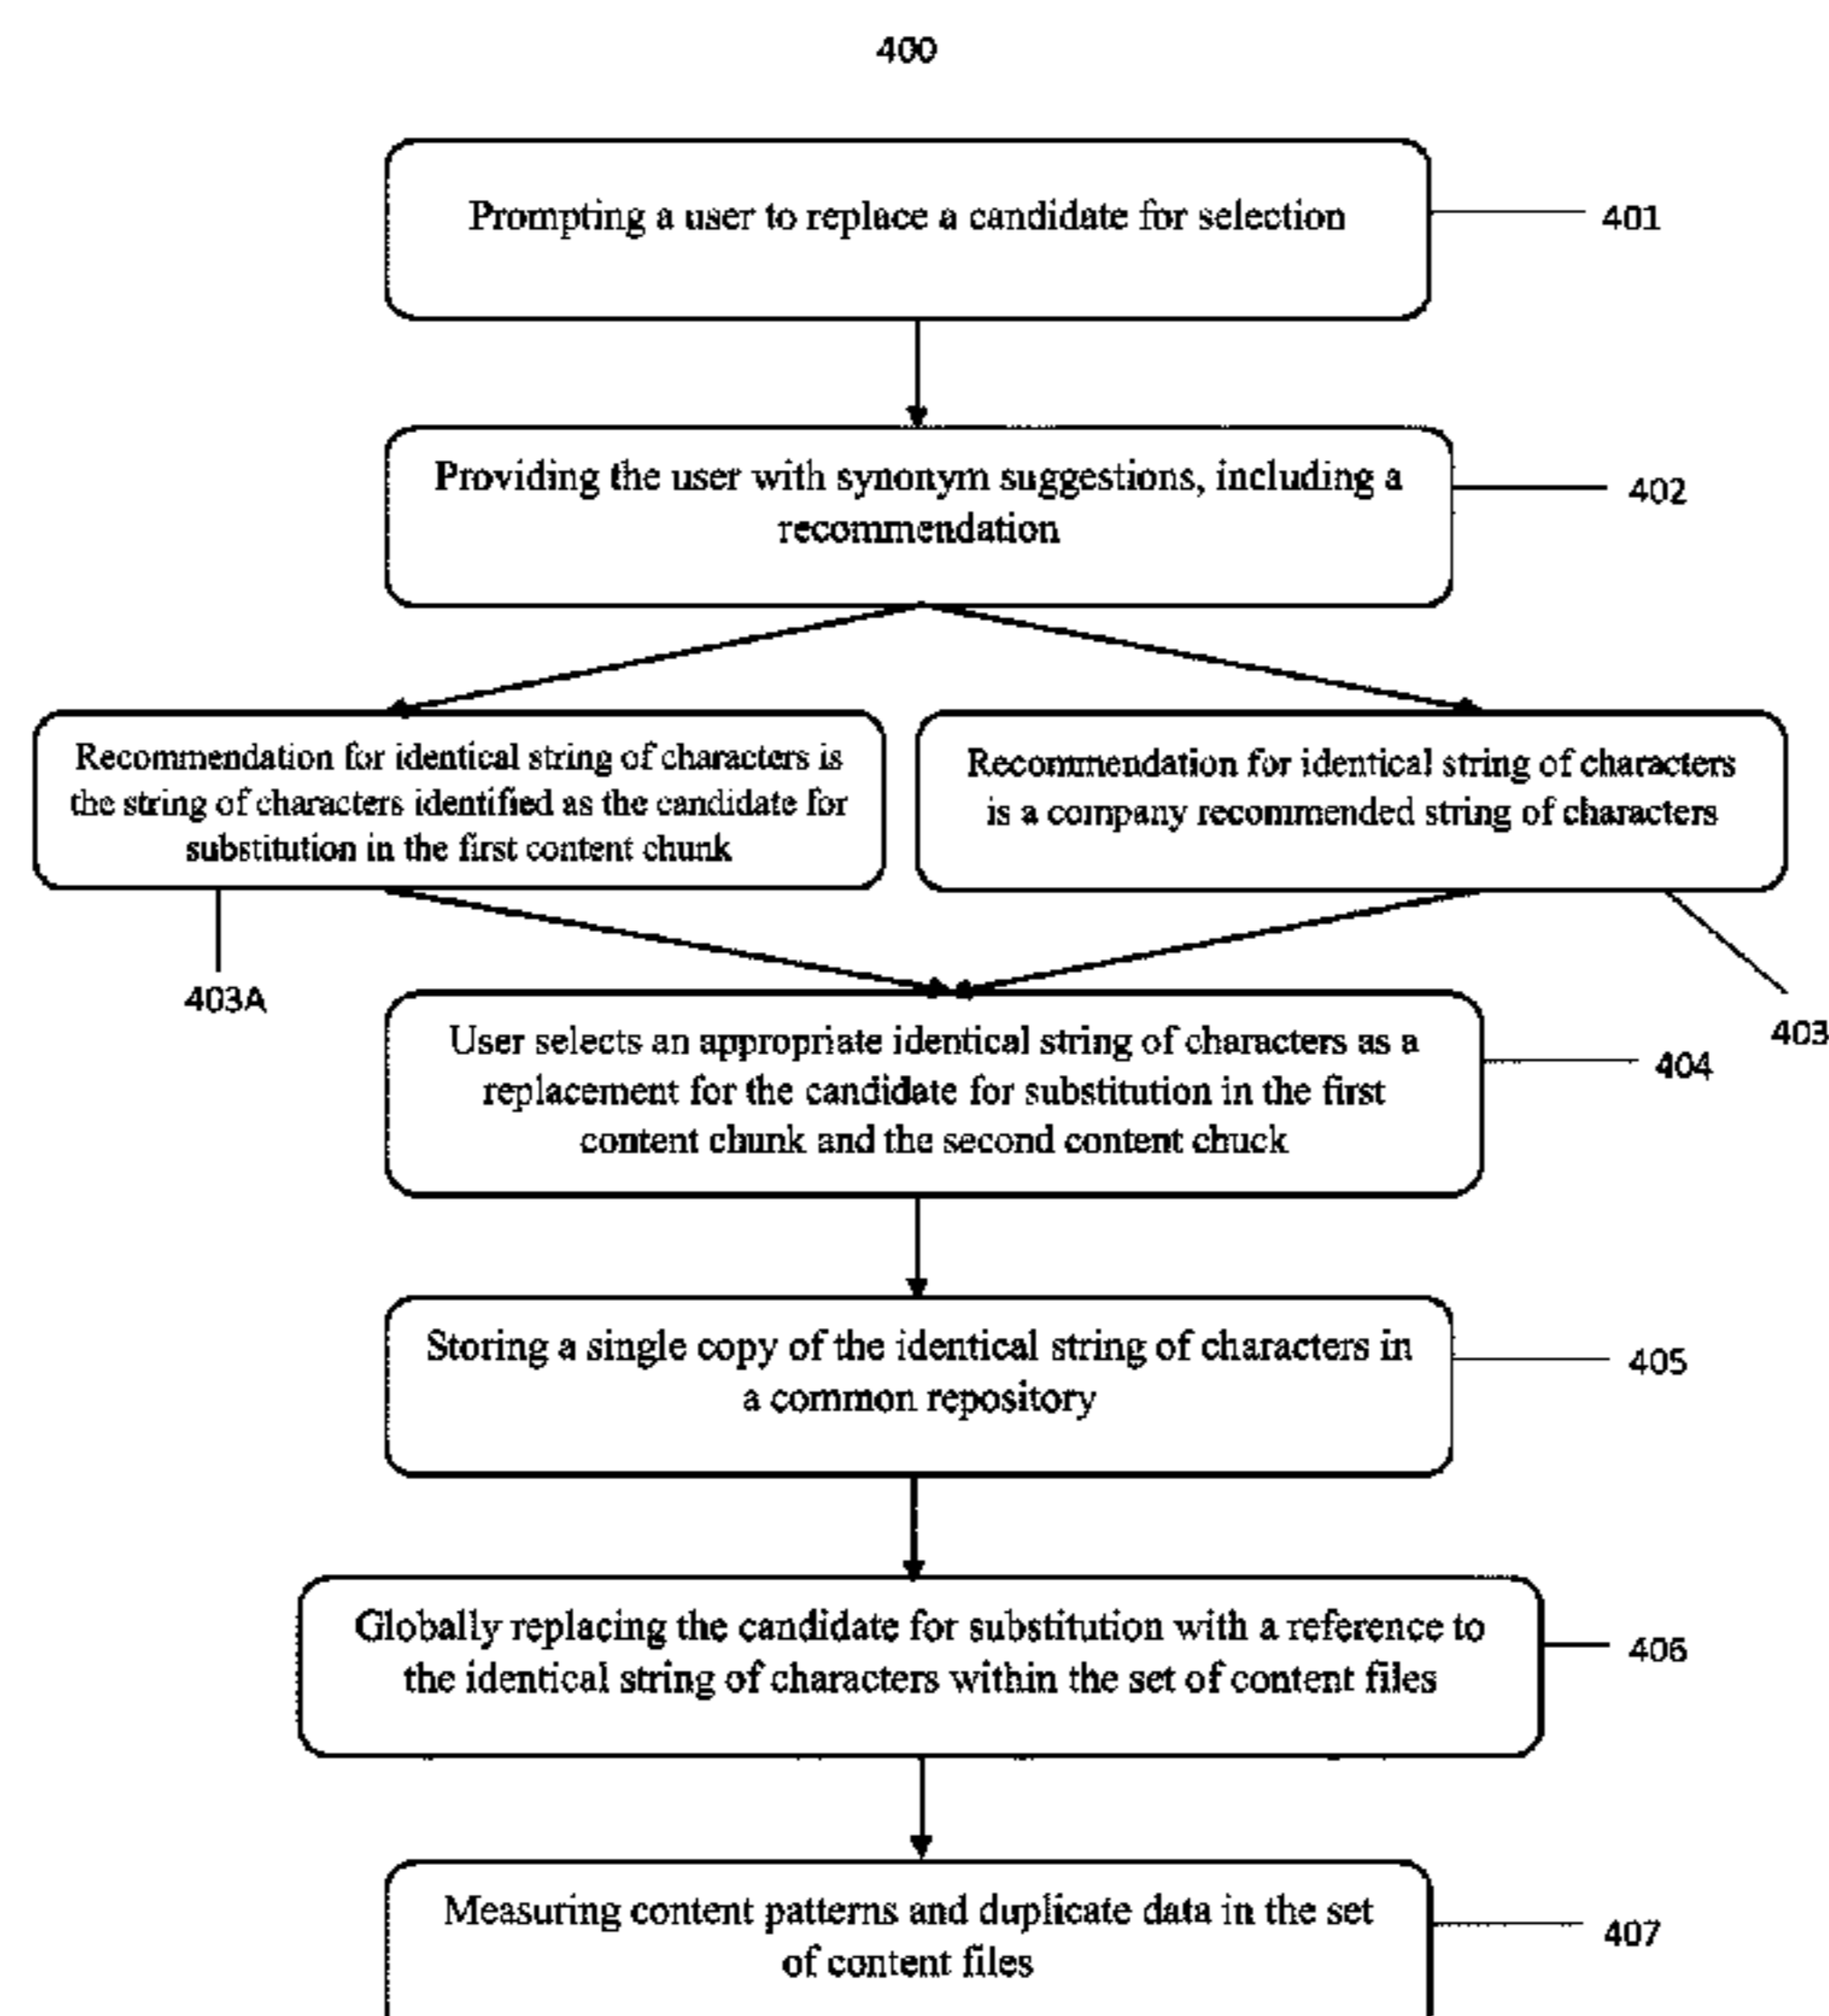 400
Prompting a user to replace a candidate for selection
401
Providing the user with synonym suggestions, including a
recommendation
402
Recommendation for identical string of characters is
the string of characters identified as the candidate for
substitution in the first content chunk
403A
Recommendation for identical string of characters
is a company recommended string of characters
403
User selects an appropriate identical string of characters as a
replacement for the candidate for substitution in the first
content chunk and the second content chuck
404
Storing a single copy of the identical string of characters in
a common repository
405
Globally replacing the candidate for substitution with a reference to
the identical string of characters within the set of content files
406
Measuring content patterns and duplicate data in the set
of content files
407